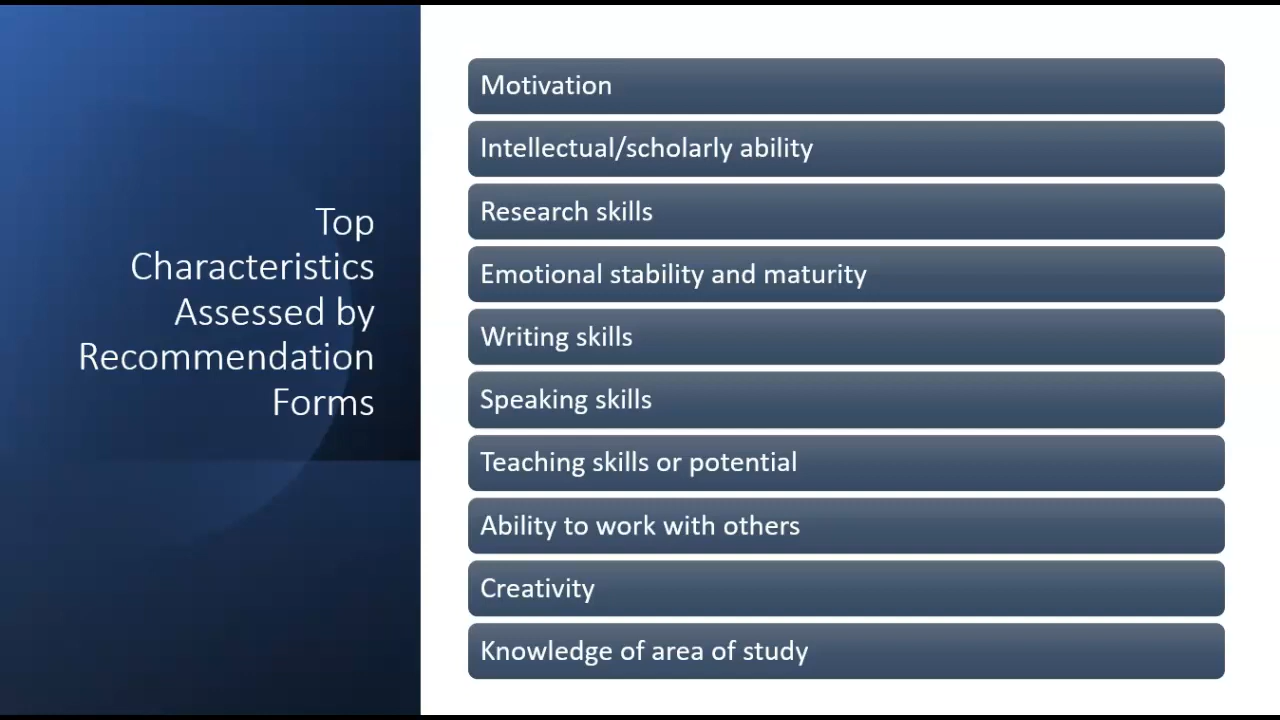 Top
Characteristics
Assessed by
Recommendation
Forms
Motivation
Intellectual/scholarly ability
Research skills
Emotional stability and maturity
Writing skills
Speaking skills
Teaching skills or potential
Ability to work with others
Creativity
Knowledge of area of study